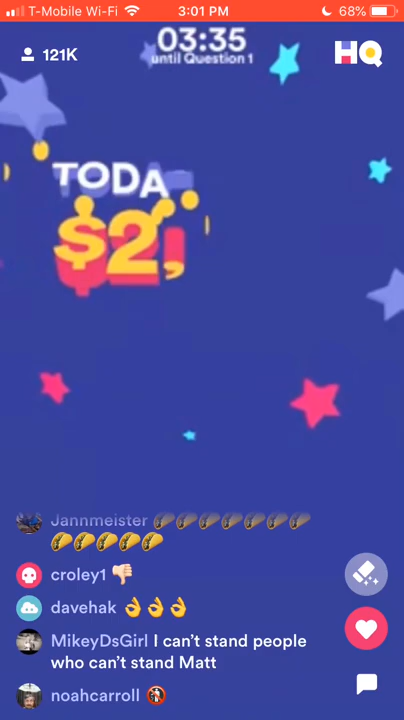 T-Mobile Wi-Fi 3:01 PM 68%
121K
03:35
until Question 1
HQ
TODA
$2,
Jannmeister
croley1
davehak
MikeyDsGirl I can't stand people
who can't stand Matt
noahcarroll